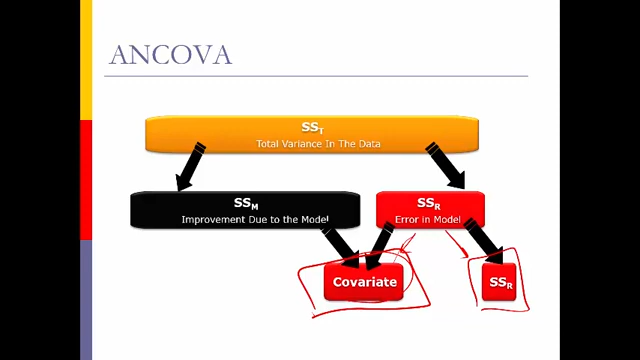 ANCOVA
SS_T
Total Variance In The Data
SS_M
Improvement Due to the Model
SS_R
Error in Model
Covariate
SS_R